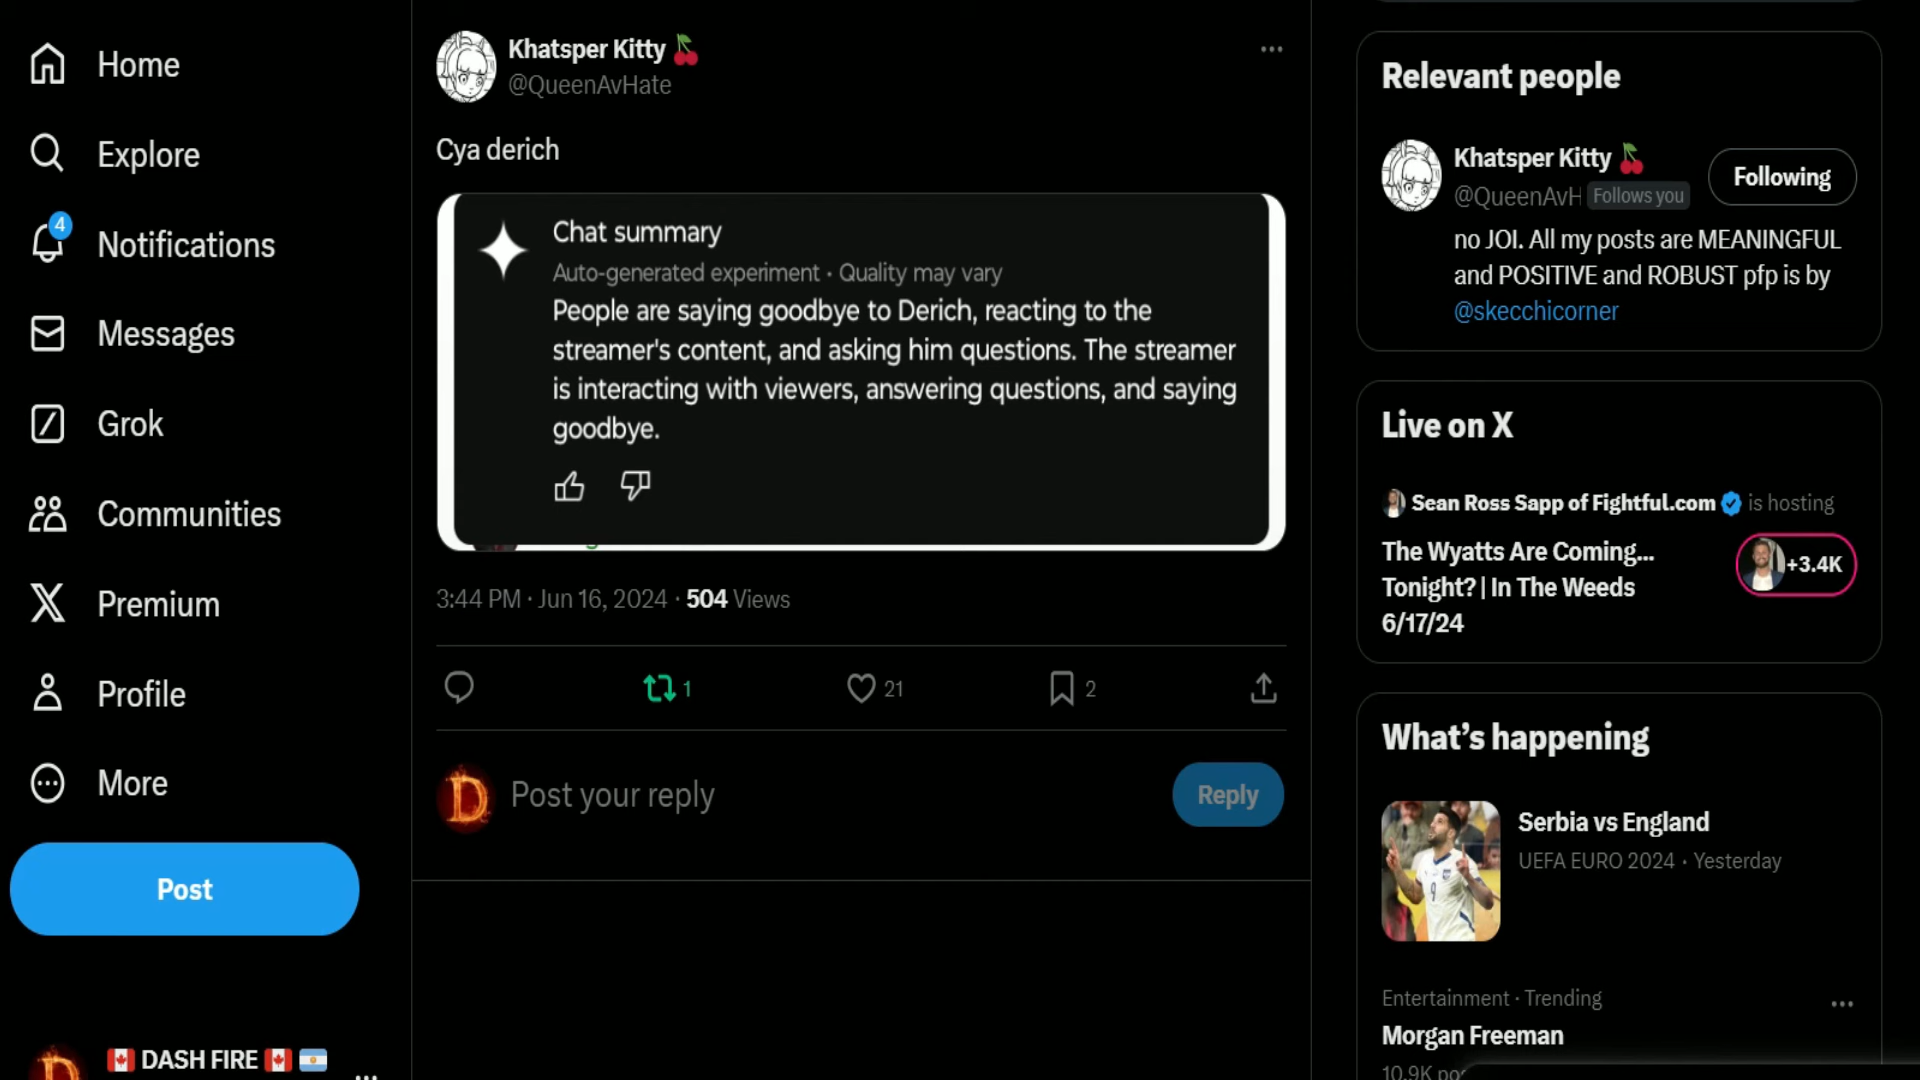 Home
Explore
4
Notifications
Messages
Grok
Communities
Premium
Profile
More
Post
DASH FIRE
Khatsper Kitty
@QueenAvHate
Cya derich
Chat summary
Auto-generated experiment · Quality may vary
People are saying goodbye to Derich, reacting to the
streamer's content, and asking him questions. The streamer
is interacting with viewers, answering questions, and saying
goodbye.
3:44 PM · Jun 16, 2024 · 504 Views
1
21
2
D
Post your reply
Reply
Relevant people
Khatsper Kitty
Following
@QueenAvH Follows you
no JOI. All my posts are MEANINGFUL
and POSITIVE and ROBUST pfp is by
@skecchicorner
Live on X
Sean Ross Sapp of Fightful.com is hosting
The Wyatts Are Coming...
Tonight? | In The Weeds
6/17/24
+3.4K
What's happening
Serbia vs England
UEFA EURO 2024 · Yesterday
Entertainment · Trending
Morgan Freeman
10.9K